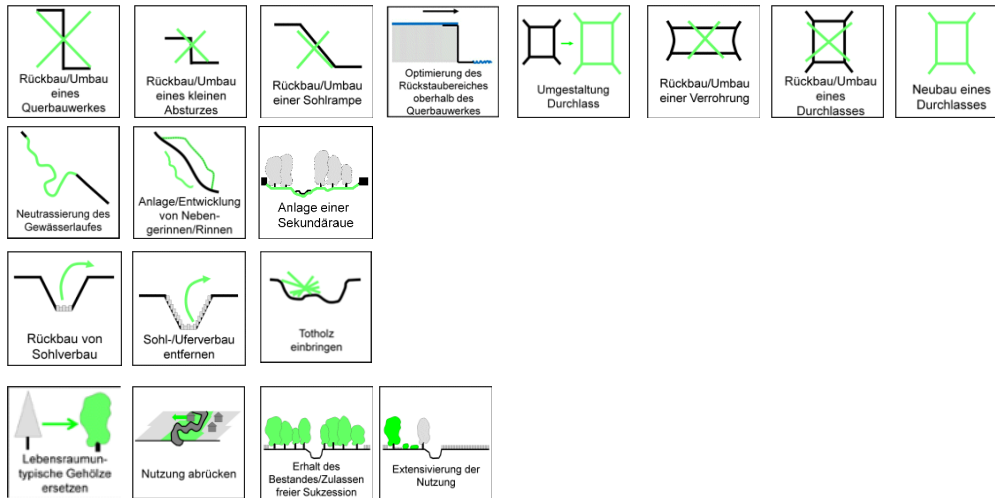 Rückbau/Umbau
eines
Querbauwerkes
Rückbau/Umbau
eines kleinen
Absturzes
Rückbau/Umbau
einer Sohlrampe
Optimierung des
Rückstaubereiches
oberhalb des
Querbauwerkes
Umgestaltung
Durchlass
Rückbau/Umbau
einer Verrohrung
Rückbau/Umbau
eines
Durchlasses
Neubau eines
Durchlasses
Neutrassierung des
Gewässerlaufes
Anlage/Entwicklung
von Neben-
gerinnen/Rinnen
Anlage einer
Sekundäraue
Rückbau von
Sohlverbau
Sohl-/Uferverbau
entfernen
Totholz
einbringen
Lebensraumun-
typische Gehölze
ersetzen
Nutzung abrücken
Erhalt des
Bestandes/Zulassen
freier Sukzession
Extensivierung der
Nutzung